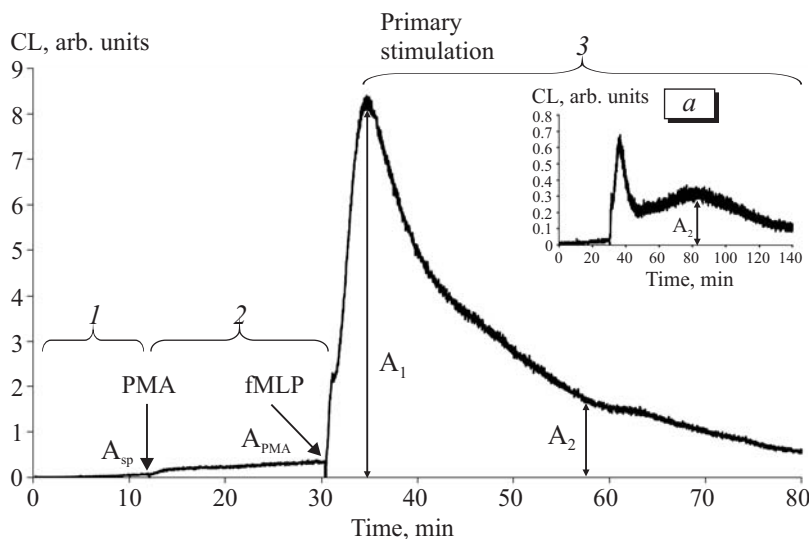 CL, arb. units
Primary
stimulation
3
9
8
7
6
5
4
3
2
1
0
CL, arb. units
a
0.8
0.7
0.6
0.5
0.4
0.3
0.2
0.1
0
A2
0 20 40 60 80 100 120 140
Time, min
1
2
PMA
fMLP
A1
Asp
APMA
A2
0 10 20 30 40 50 60 70 80
Time, min